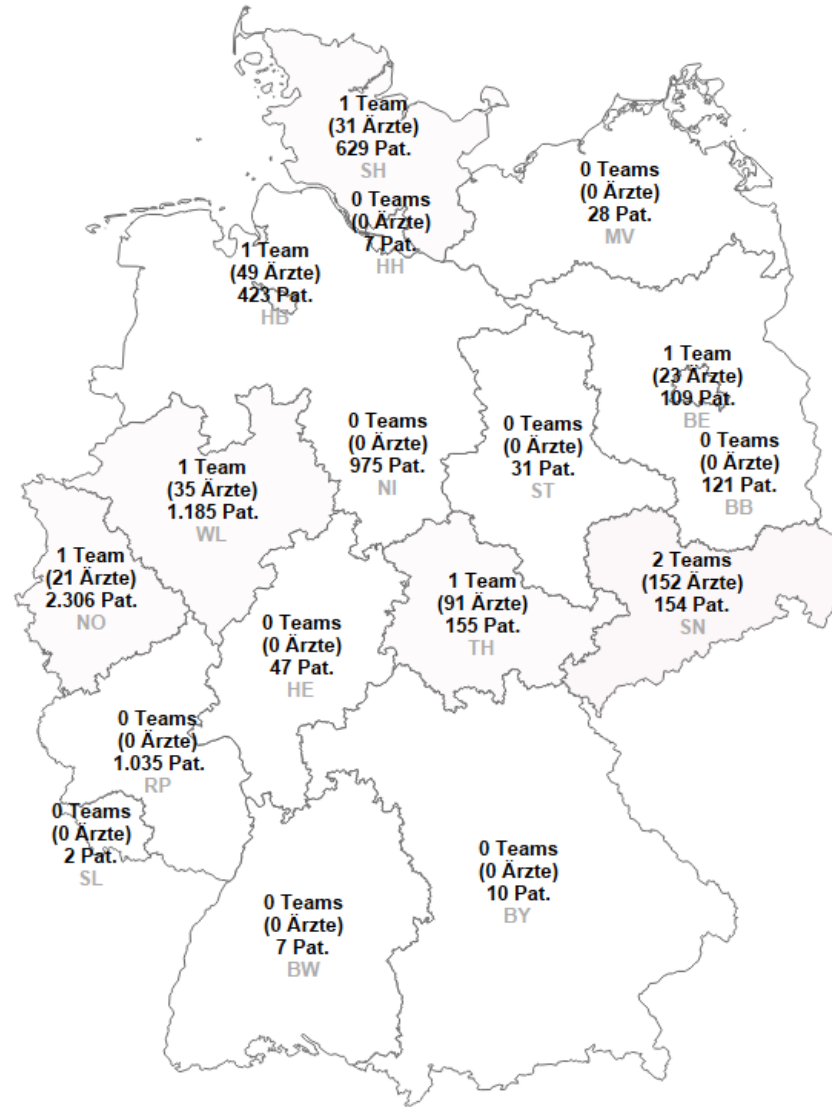 1 Team
(31 Ärzte)
629 Pat.
SH
0 Teams
(0 Ärzte)
7 Pat.
HH
0 Teams
(0 Ärzte)
28 Pat.
MV
1 Team
(49 Ärzte)
423 Pat.
HB
1 Team
(23 Ärzte)
109 Pat.
BE
0 Teams
(0 Ärzte)
121 Pat.
BB
0 Teams
(0 Ärzte)
975 Pat.
NI
0 Teams
(0 Ärzte)
31 Pat.
ST
1 Team
(35 Ärzte)
1.185 Pat.
WL
1 Team
(21 Ärzte)
2.306 Pat.
NO
0 Teams
(0 Ärzte)
47 Pat.
HE
1 Team
(91 Ärzte)
155 Pat.
TH
2 Teams
(152 Ärzte)
154 Pat.
SN
0 Teams
(0 Ärzte)
1.035 Pat.
RP
0 Teams
(0 Ärzte)
2 Pat.
SL
0 Teams
(0 Ärzte)
7 Pat.
BW
0 Teams
(0 Ärzte)
10 Pat.
BY